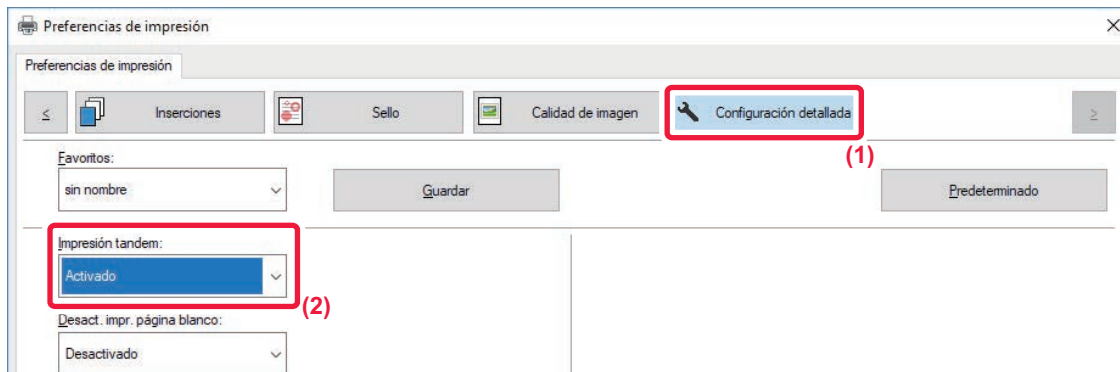 Preferencias de impresión
Preferencias de impresión
< Inserciones Sello Calidad de imagen Configuración detallada >
(1)
Favoritos:
sin nombre Guardar Predeterminado
Impresión tandem:
Activado
(2)
Desact. impr. página blanco:
Desactivado